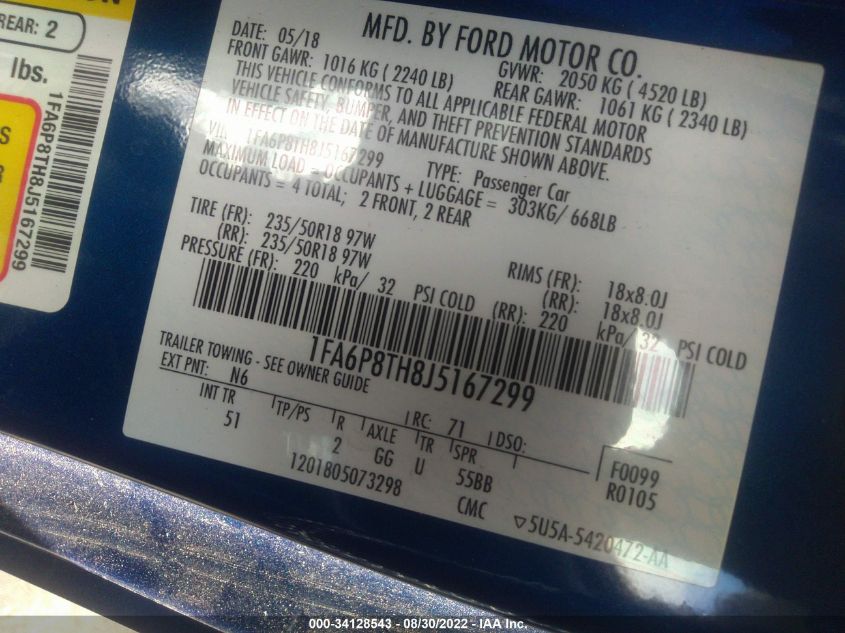 ON
REAR: 2
lbs.
S
1FA6P8TH8J5167299
MFD. BY FORD MOTOR CO.
DATE: 05/18 GVWR: 2050 KG ( 4520 LB)
FRONT GAWR: 1016 KG ( 2240 LB) REAR GAWR: 1061 KG ( 2340 LB)
THIS VEHICLE CONFORMS TO ALL APPLICABLE FEDERAL MOTOR
VEHICLE SAFETY, BUMPER, AND THEFT PREVENTION STANDARDS
IN EFFECT ON THE DATE OF MANUFACTURE SHOWN ABOVE.
VIN: 1FA6P8TH8J5167299 TYPE: Passenger Car
MAXIMUM LOAD = OCCUPANTS + LUGGAGE = 303KG/ 668LB
OCCUPANTS = 4 TOTAL; 2 FRONT, 2 REAR
TIRE (FR): 235/50R18 97W RIMS (FR): 18x8.0J
(RR): 235/50R18 97W (RR): 18x8.0J
PRESSURE (FR): 220 kPa/ 32 PSI COLD (RR): 220 kPa/ 32 PSI COLD
1FA6P8TH8J5167299
TRAILER TOWING - SEE OWNER GUIDE
EXT PNT: N6 RC: 71 DSO:
INT TR TP/PS R AXLE TR SPR F0099
51 2 GG U 55BB R0105
1201805073298 CMC ▽5U5A-5420472-AA
000-34128543 - 08/30/2022 - IAA Inc.